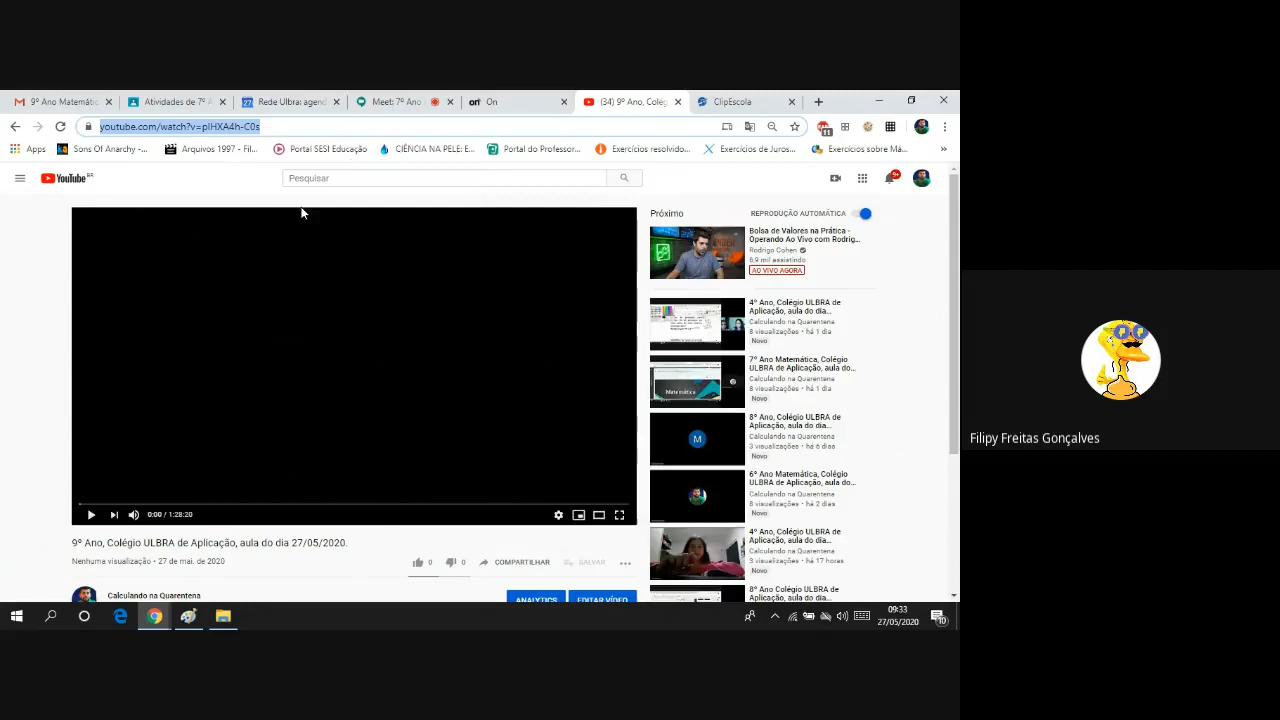 9º Ano Matemátic
Atividades de 7º A
Rede Ulbra: agend
Meet: 7º Ano
On
(34) 9º Ano, Colég
ClipEscola
youtube.com/watch?v=pIHXA4h-C0s
11
Apps
Sons Of Anarchy -...
Arquivos 1997 - Fil...
Portal SESI Educação
CIÊNCIA NA PELE: E...
Portal do Professor...
Exercícios resolvido...
Exercícios de Juros...
Exercícios sobre Má...
YouTube BR
Pesquisar
9+
Próximo
REPRODUÇÃO AUTOMÁTICA
Bolsa de Valores na Prática -
Operando Ao Vivo com Rodrig...
Rodrigo Cohen
6,9 mil assistindo
AO VIVO AGORA
4º Ano, Colégio ULBRA de
Aplicação, aula do dia...
Calculando na Quarentena
8 visualizações • há 1 dia
Novo
Matemática
7º Ano Matemática, Colégio
ULBRA de Aplicação, aula do...
Calculando na Quarentena
8 visualizações • há 1 dia
Novo
M
8º Ano, Colégio ULBRA de
Aplicação, aula do dia...
Calculando na Quarentena
3 visualizações • há 6 dias
Novo
6º Ano Matemática, Colégio
ULBRA de Aplicação, aula do...
Calculando na Quarentena
8 visualizações • há 2 dias
Novo
4º Ano, Colégio ULBRA de
Aplicação, aula do dia...
Calculando na Quarentena
3 visualizações • há 17 horas
Novo
8º Ano Colégio ULBRA de
Aplicação, aula do dia
0:00 / 1:28:20
9º Ano, Colégio ULBRA de Aplicação, aula do dia 27/05/2020.
Nenhuma visualização • 27 de mai. de 2020
0
0
COMPARTILHAR
SALVAR
Calculando na Quarentena
ANALYTICS
EDITAR VÍDEO
09:33
27/05/2020
10
Filipy Freitas Gonçalves